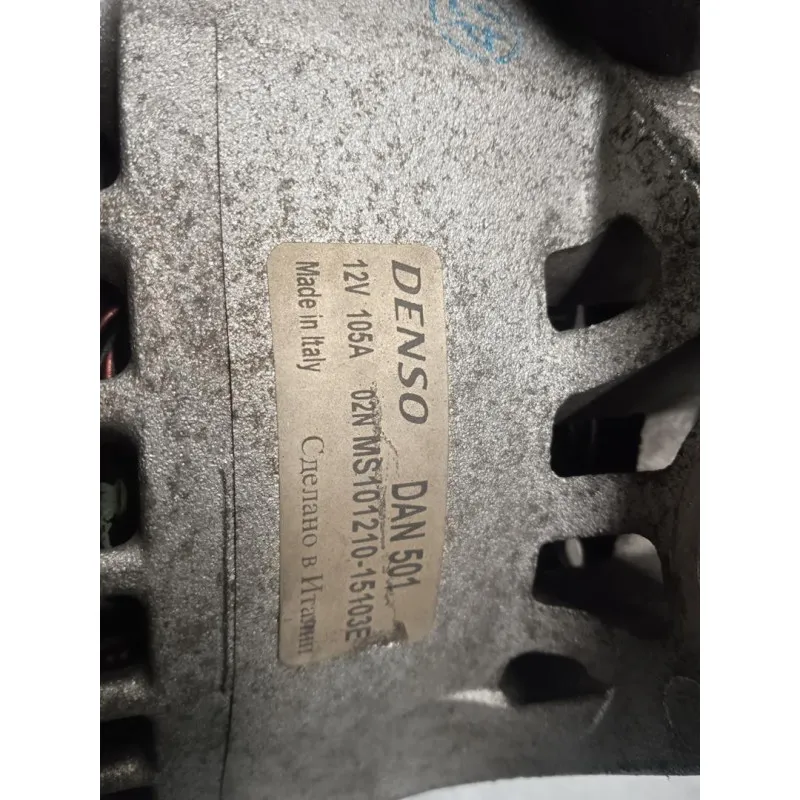 DENSO DAN 501
12V 105A 02N MS101210-15103E
Made in Italy Сделано в Италии